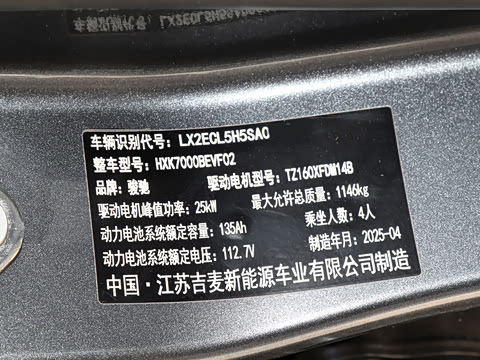 车辆识别代号: LX2ECL5H5SA0
整车型号: HXK7000BEVF02
品牌: 骏驰 驱动电机型号: TZ160XFDM14B
驱动电机峰值功率: 25kW 最大允许总质量: 1146kg
动力电池系统额定容量: 135Ah 乘坐人数: 4人
动力电池系统额定电压: 112.7V 制造年月: 2025-04
中国·江苏吉麦新能源车业有限公司制造